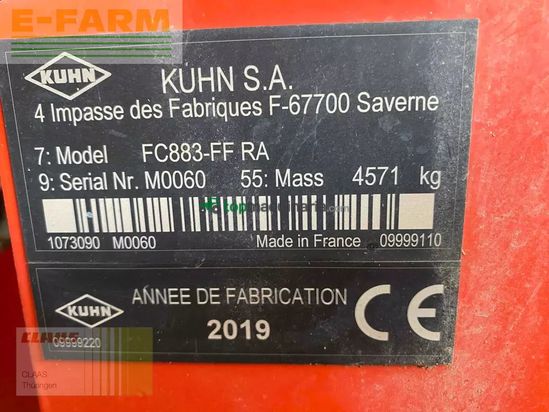 E-FARM
KUHN
KUHN S.A.
4 Impasse des Fabriques F-67700 Saverne
7: Model FC883-FF RA
9: Serial Nr. M0060 55: Mass 4571 kg
1073090 M0060 Made in France 09999110
KUHN
ANNEE DE FABRICATION
2019
CE
09999220
CLAAS
CLAAS
Thüringen